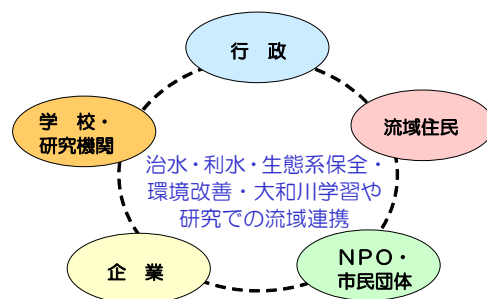 行　政
学　校・
研究機関
流域住民
治水・利水・生態系保全・
環境改善・大和川学習や
研究での流域連携
企　業
ＮＰＯ・
市民団体